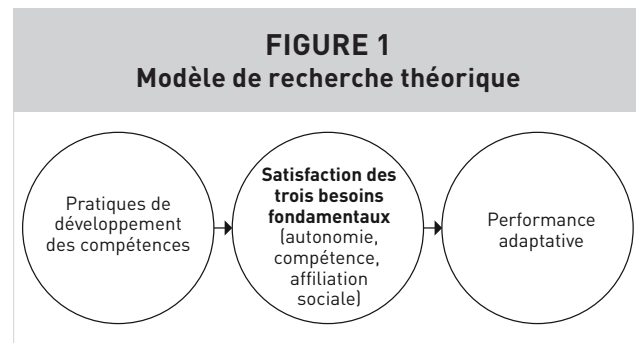 FIGURE 1
Modèle de recherche théorique
Pratiques de
développement
des compétences
Satisfaction des
trois besoins
fondamentaux
(autonomie,
compétence,
affiliation
sociale)
Performance
adaptative